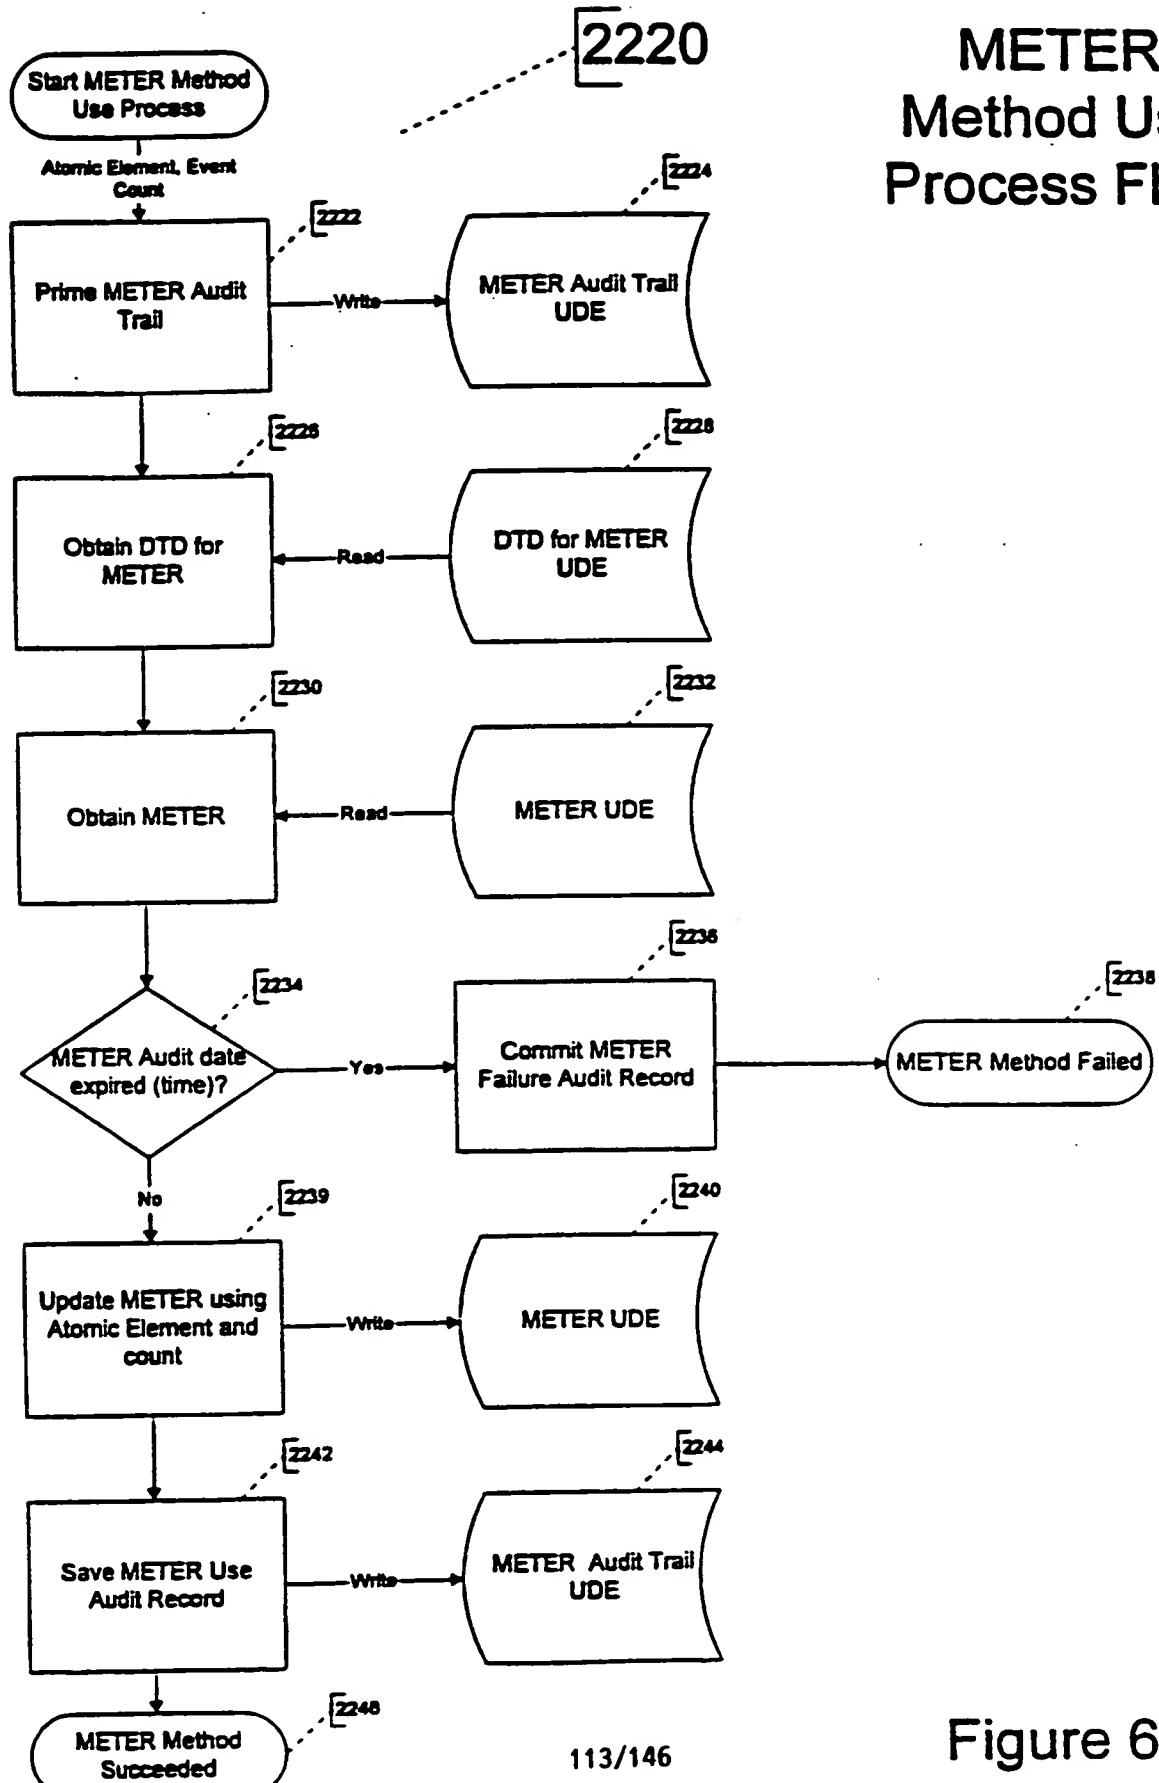 2220
METER
Method Us
Process Fl
Start METER Method
Use Process
Atomic Element, Event
Count
2222
2224
Prime METER Audit
Trail
Write
METER Audit Trail
UDE
2226
2228
Obtain DTD for
METER
Read
DTD for METER
UDE
2230
2232
Obtain METER
Read
METER UDE
2234
2236
2238
METER Audit date
expired (time)?
Yes
Commit METER
Failure Audit Record
METER Method Failed
No
2239
2240
Update METER using
Atomic Element and
count
Write
METER UDE
2242
2244
Save METER Use
Audit Record
Write
METER Audit Trail
UDE
2246
METER Method
Succeeded
113/146
Figure 6